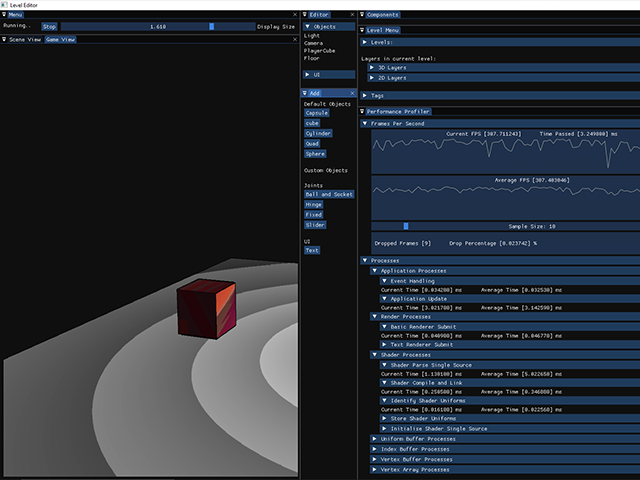 Level Editor
Menu
Running..
Stop
1.618
Display Size
Scene View
Game View
Editor
Objects
Light
Camera
PlayerCube
Floor
UI
Add
Default Objects
Capsule
cube
Cylinder
Quad
Sphere
Custom Objects
Joints
Ball and Socket
Hinge
Fixed
Slider
UI
Text
Components
Level Menu
Levels:
Layers in current level:
3D Layers
2D Layers
Tags
Performance Profiler
Frames Per Second
Current FPS [307.711243] Time Passed [3.249800] ms
Average FPS [307.403046]
Sample Size: 10
Dropped Frames [9] Drop Percentage [0.023742] %
Processes
Application Processes
Event Handling
Current Time [0.034200] ms Average Time [0.032530] ms
Application Update
Current Time [3.021700] ms Average Time [3.142590] ms
Render Processes
Basic Renderer Submit
Current Time [0.040900] ms Average Time [0.046770] ms
Text Renderer Submit
Shader Processes
Shader Parse Single Source
Current Time [1.138100] ms Average Time [5.022650] ms
Shader Compile and Link
Current Time [0.250500] ms Average Time [0.346800] ms
Identify Shader Uniforms
Current Time [0.016100] ms Average Time [0.022560] ms
Store Shader Uniforms
Initialise Shader Single Source
Uniform Buffer Processes
Index Buffer Processes
Vertex Buffer Processes
Vertex Array Processes